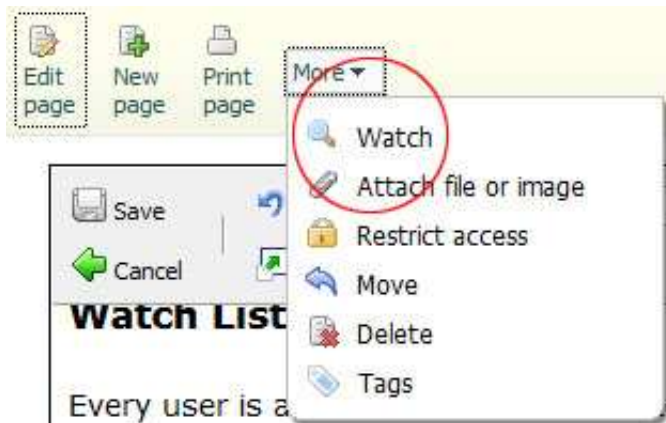 Edit page
New page
Print page
More
Watch
Attach file or image
Restrict access
Move
Delete
Tags
Save
Cancel
Watch List
Every user is a